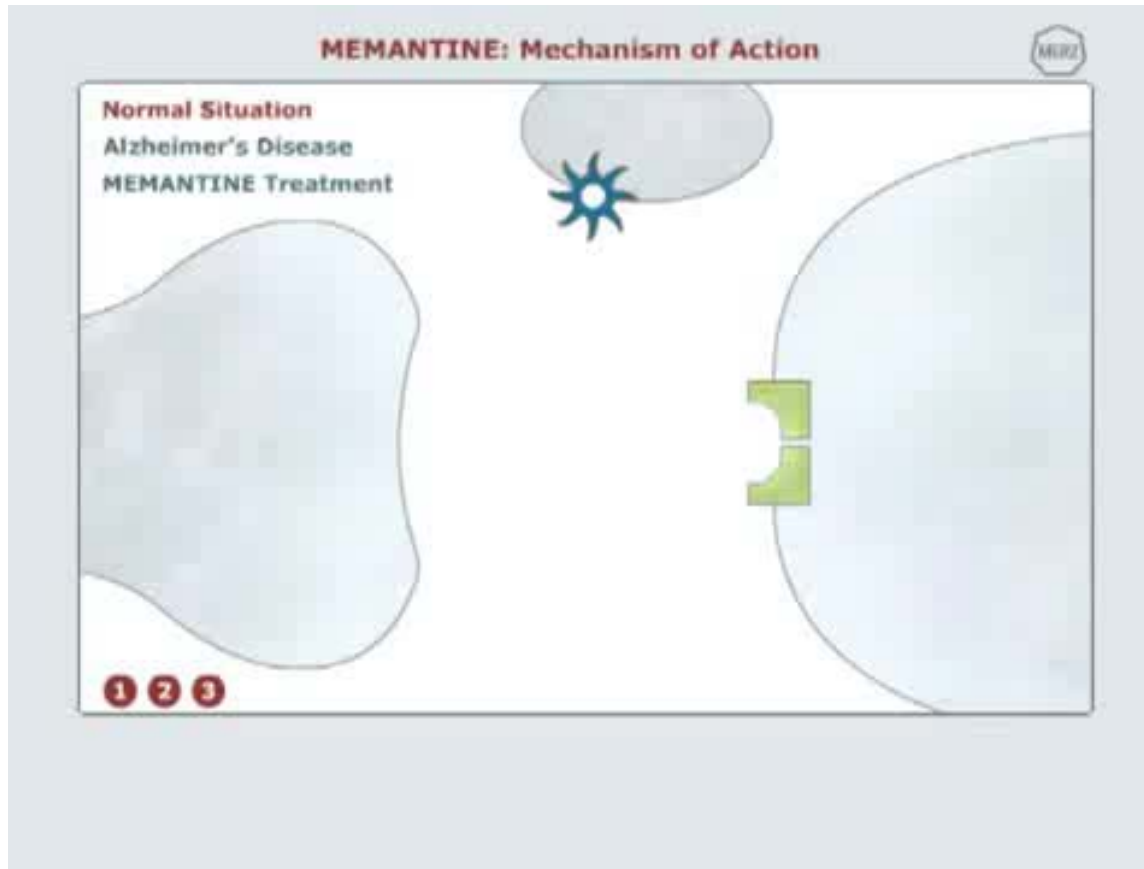 MEMANTINE: Mechanism of Action
MERZ
Normal Situation
Alzheimer's Disease
MEMANTINE Treatment
1 2 3